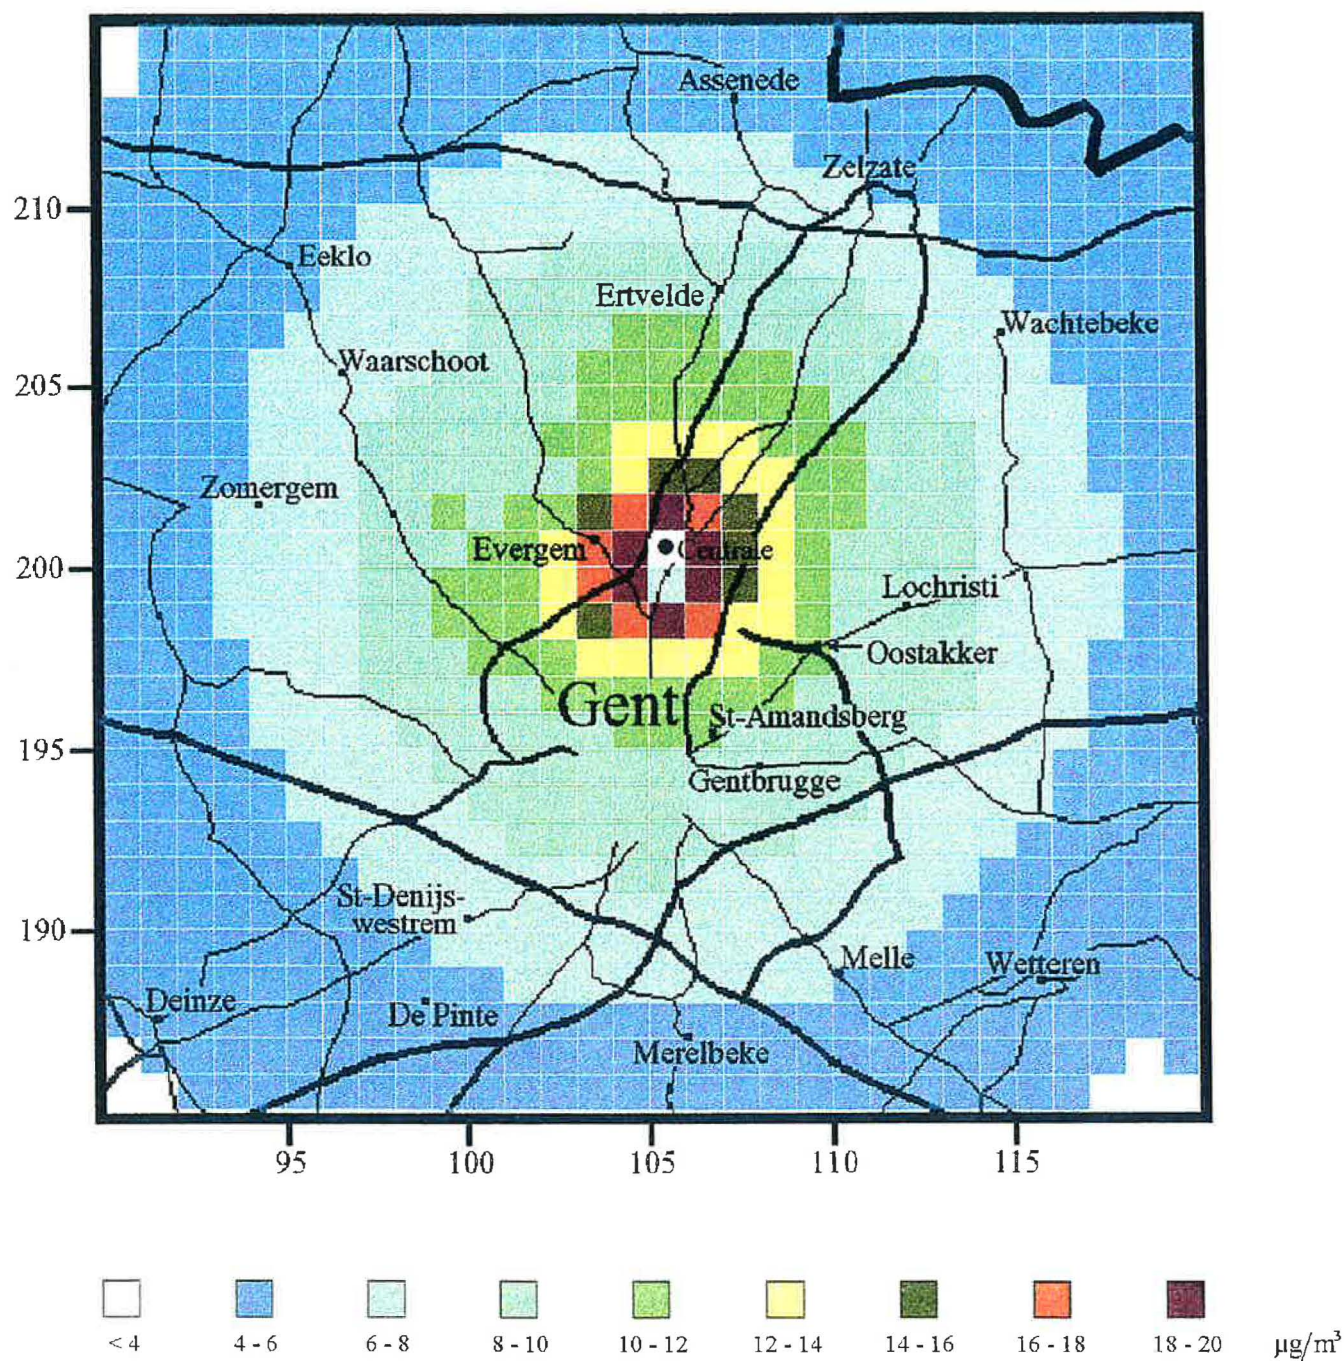 Assenede
Zelzate
210
Eeklo
Ertvelde
Wachtebeke
Waarschoot
205
Zomergem
Evergem
Centrale
200
Lochristi
Oostakker
Gent
St-Amandsberg
195
Gentbrugge
St-Denijs-
westrem
190
Melle
Wetteren
Deinze
De Pinte
Merelbeke
95 100 105 110 115
< 4 4 - 6 6 - 8 8 - 10 10 - 12 12 - 14 14 - 16 16 - 18 18 - 20 µg/m³